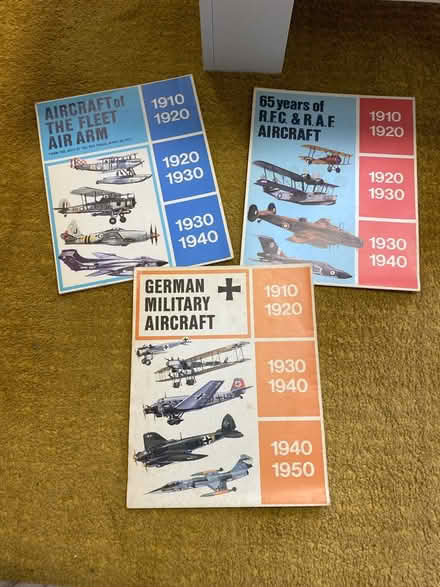 AIRCRAFT of
THE FLEET
AIR ARM
1910
1920
1920
1930
1930
1940
65 years of
R.F.C. & R.A.F.
AIRCRAFT
1910
1920
1920
1930
1930
1940
GERMAN
MILITARY
AIRCRAFT
1910
1920
1930
1940
1940
1950